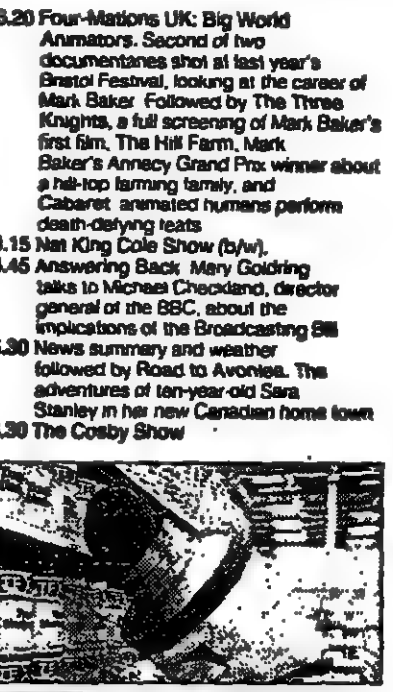 .20 Four-Mations UK: Big World
Animators. Second of two
documentaries shot at last year's
Bristol Festival, looking at the career of
Mark Baker Followed by The Three
Knights, a full screening of Mark Baker's
first film, The Hill Farm, Mark
Baker's Annecy Grand Prix winner about
a hill-top farming family, and
Cabaret animated humans perform
death-defying feats
.15 Nat King Cole Show (b/w).
.45 Answering Back Mary Goldring
talks to Michael Checkland, director
general of the BBC, about the
implications of the Broadcasting Bill
.30 News summary and weather
followed by Road to Avonlea. The
adventures of ten-year-old Sara
Stanley in her new Canadian home town
.30 The Cosby Show